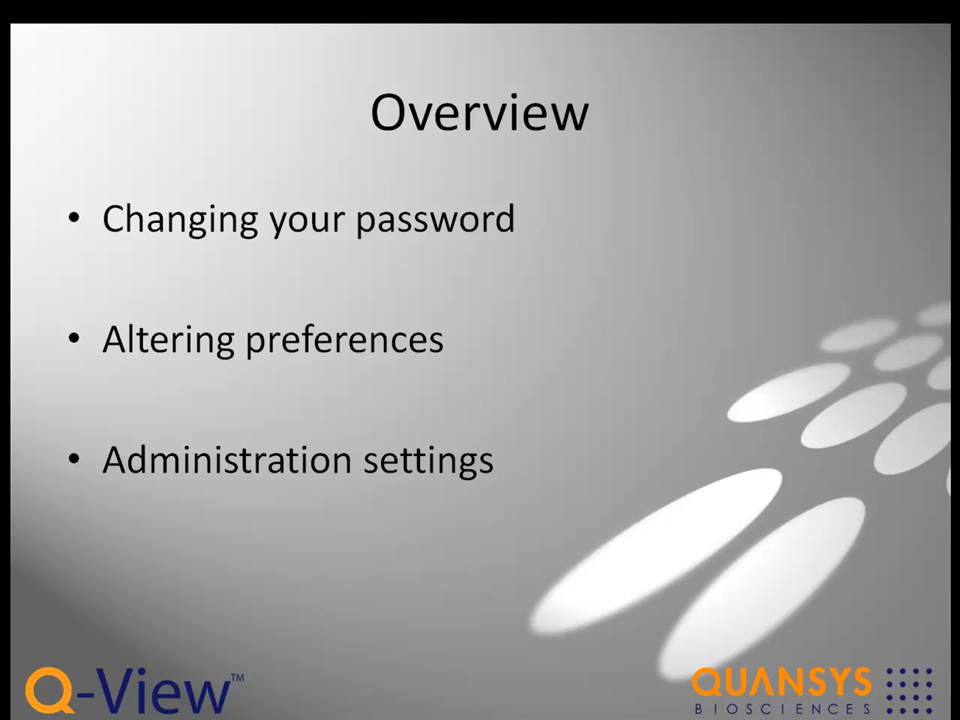 Overview
• Changing your password
• Altering preferences
• Administration settings
Q-View™
QUANSYS
BIOSCIENCES